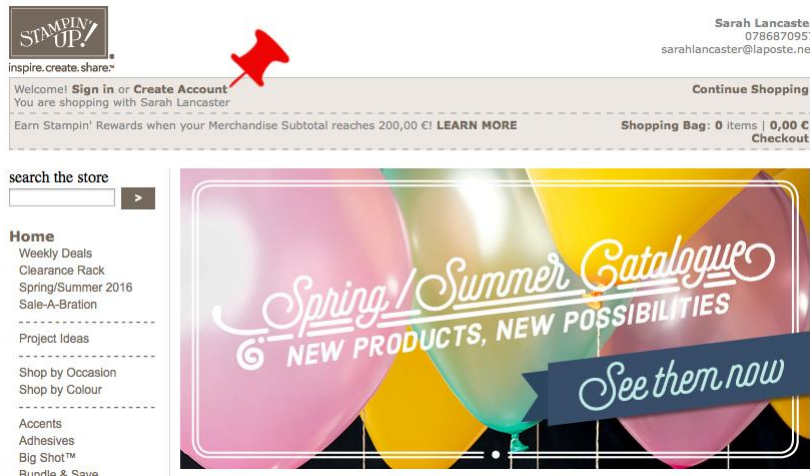 STAMPIN' UP!
inspire.create.share.™
Sarah Lancaste
0786870957
sarahlancaster@laposte.ne
Welcome! Sign in or Create Account
You are shopping with Sarah Lancaster
Continue Shopping
Earn Stampin' Rewards when your Merchandise Subtotal reaches 200,00 €! LEARN MORE
Shopping Bag: 0 items | 0,00 €
Checkout
search the store
>
Home
Weekly Deals
Clearance Rack
Spring/Summer 2016
Sale-A-Bration
Project Ideas
Shop by Occasion
Shop by Colour
Accents
Adhesives
Big Shot™
Bundle & Save
Spring/Summer Catalogue
NEW PRODUCTS, NEW POSSIBILITIES
See them now